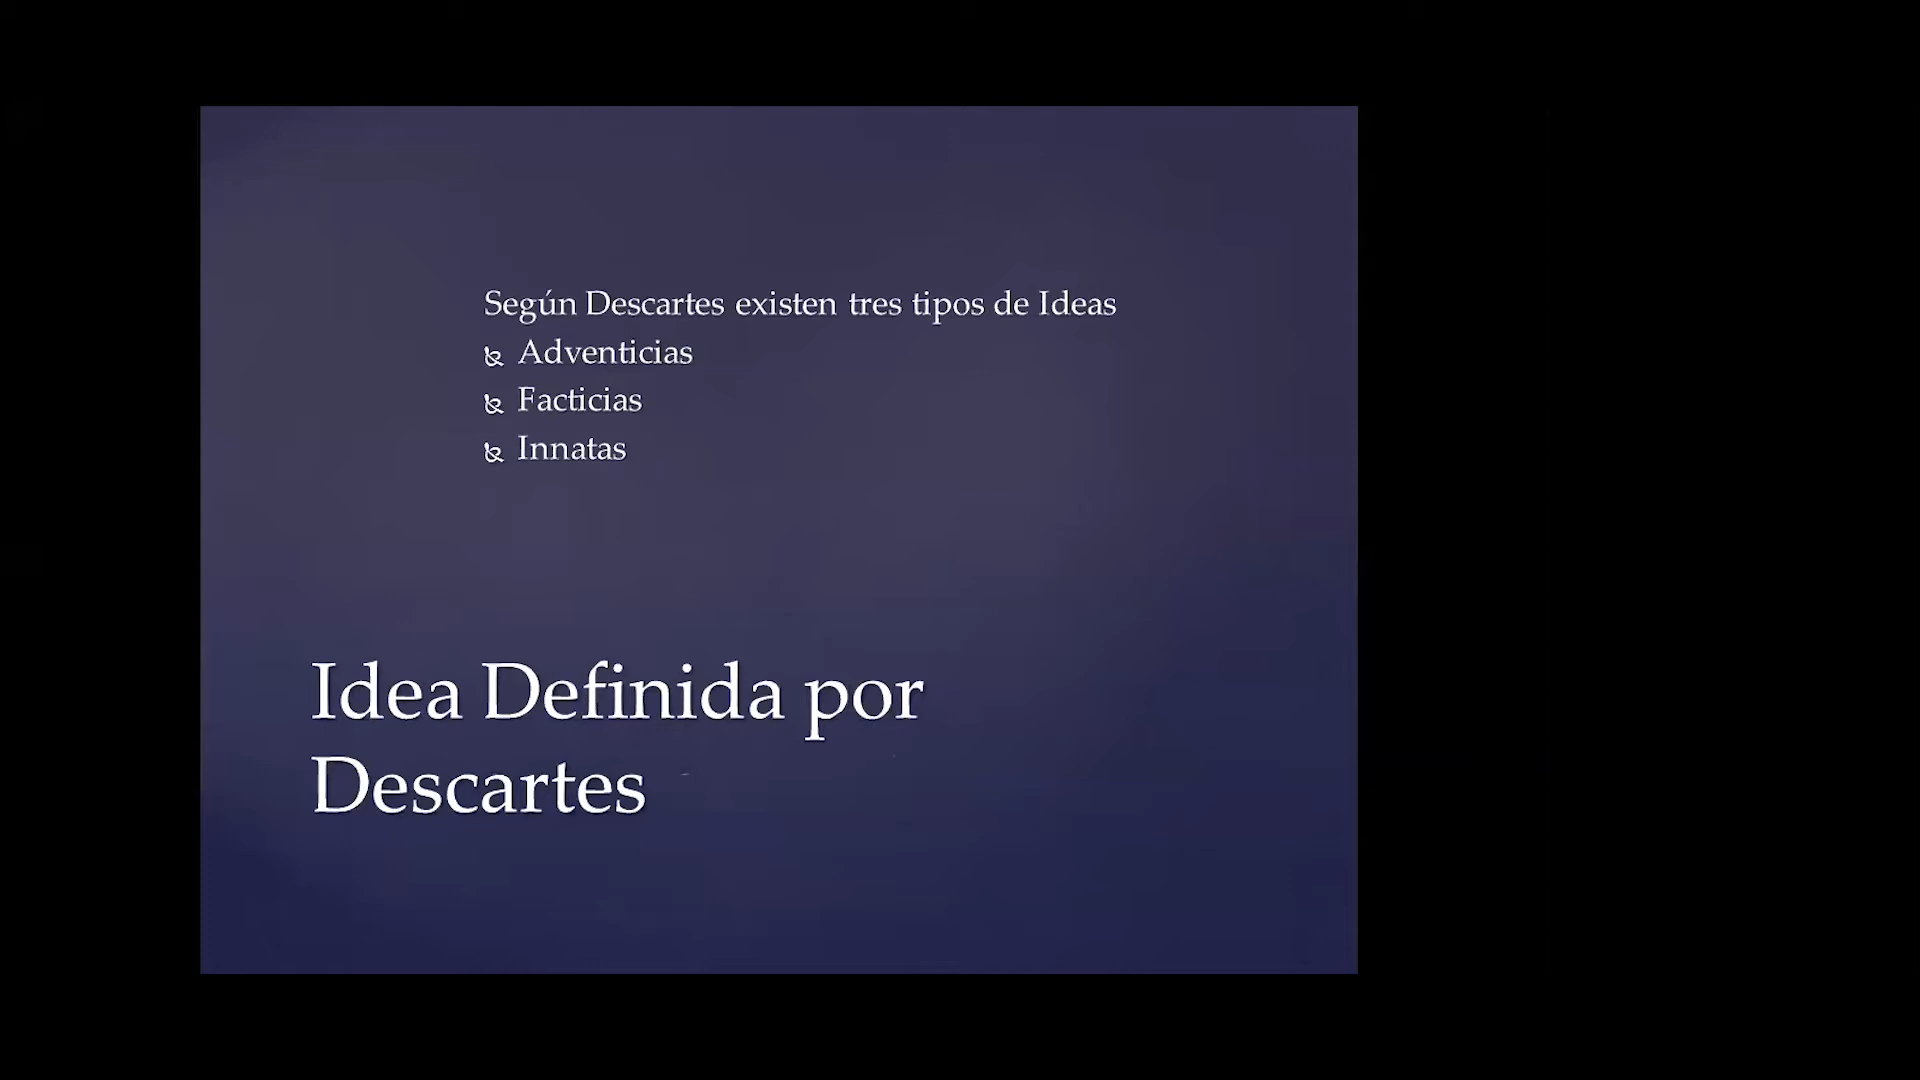 Según Descartes existen tres tipos de Ideas
Adventicias
Facticias
Innatas
Idea Definida por
Descartes